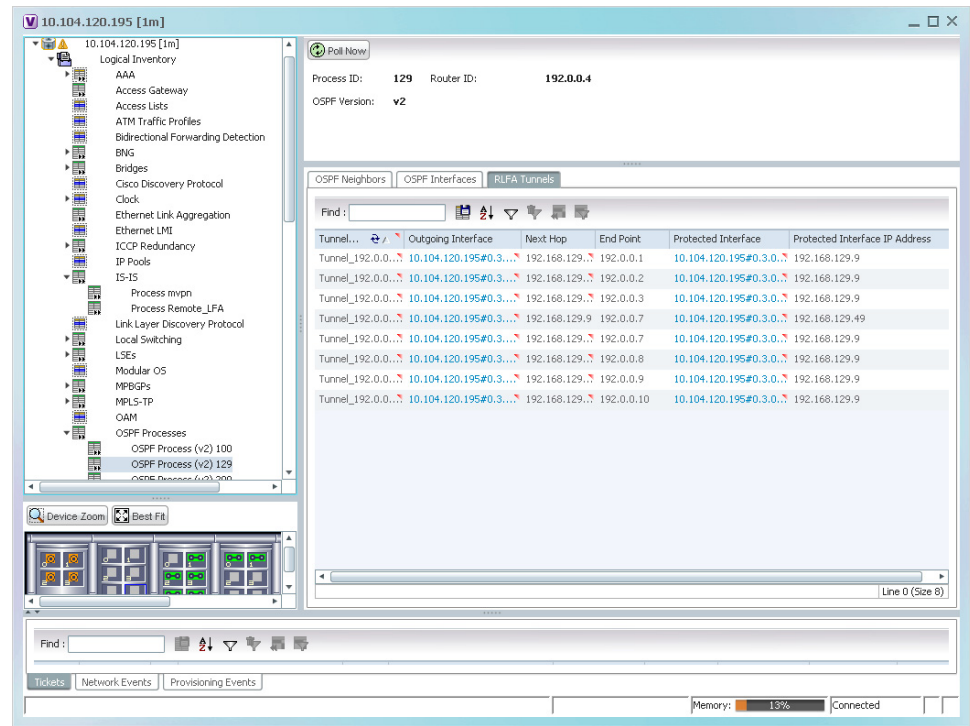 10.104.120.195 [1m]
10.104.120.195 [1m]
Logical Inventory
AAA
Access Gateway
Access Lists
ATM Traffic Profiles
Bidirectional Forwarding Detection
BNG
Bridges
Cisco Discovery Protocol
Clock
Ethernet Link Aggregation
Ethernet LMI
ICCP Redundancy
IP Pools
IS-IS
Process mvpn
Process Remote_LFA
Link Layer Discovery Protocol
Local Switching
LSEs
Modular OS
MPBGPs
MPLS-TP
OAM
OSPF Processes
OSPF Process (v2) 100
OSPF Process (v2) 129
OSPF Process (v2) 200
Device Zoom Best Fit
Poll Now
Process ID: 129 Router ID: 192.0.0.4
OSPF Version: v2
OSPF Neighbors OSPF Interfaces RLFA Tunnels
Find :
Tunnel... Outgoing Interface Next Hop End Point Protected Interface Protected Interface IP Address
Tunnel_192.0.0... 10.104.120.195#0.3.... 192.168.129.. 192.0.0.1 10.104.120.195#0.3.0.. 192.168.129.9
Tunnel_192.0.0... 10.104.120.195#0.3.... 192.168.129.. 192.0.0.2 10.104.120.195#0.3.0.. 192.168.129.9
Tunnel_192.0.0... 10.104.120.195#0.3.... 192.168.129.. 192.0.0.3 10.104.120.195#0.3.0.. 192.168.129.9
Tunnel_192.0.0... 10.104.120.195#0.3.... 192.168.129.9 192.0.0.7 10.104.120.195#0.3.0.. 192.168.129.49
Tunnel_192.0.0... 10.104.120.195#0.3.... 192.168.129.. 192.0.0.7 10.104.120.195#0.3.0.. 192.168.129.9
Tunnel_192.0.0... 10.104.120.195#0.3.... 192.168.129.. 192.0.0.8 10.104.120.195#0.3.0.. 192.168.129.9
Tunnel_192.0.0... 10.104.120.195#0.3.... 192.168.129.. 192.0.0.9 10.104.120.195#0.3.0.. 192.168.129.9
Tunnel_192.0.0... 10.104.120.195#0.3.... 192.168.129.. 192.0.0.10 10.104.120.195#0.3.0.. 192.168.129.9
Line 0 (Size 8)
Find :
Tickets Network Events Provisioning Events
Memory: 13% Connected